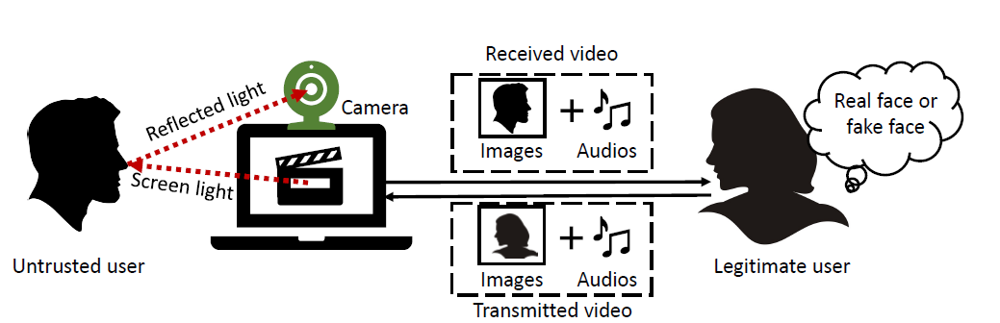 Received video
Reflected light
Camera
Real face or
fake face
Images
Audios
Screen light
Untrusted user
Legitimate user
Images
Audios
Transmitted video